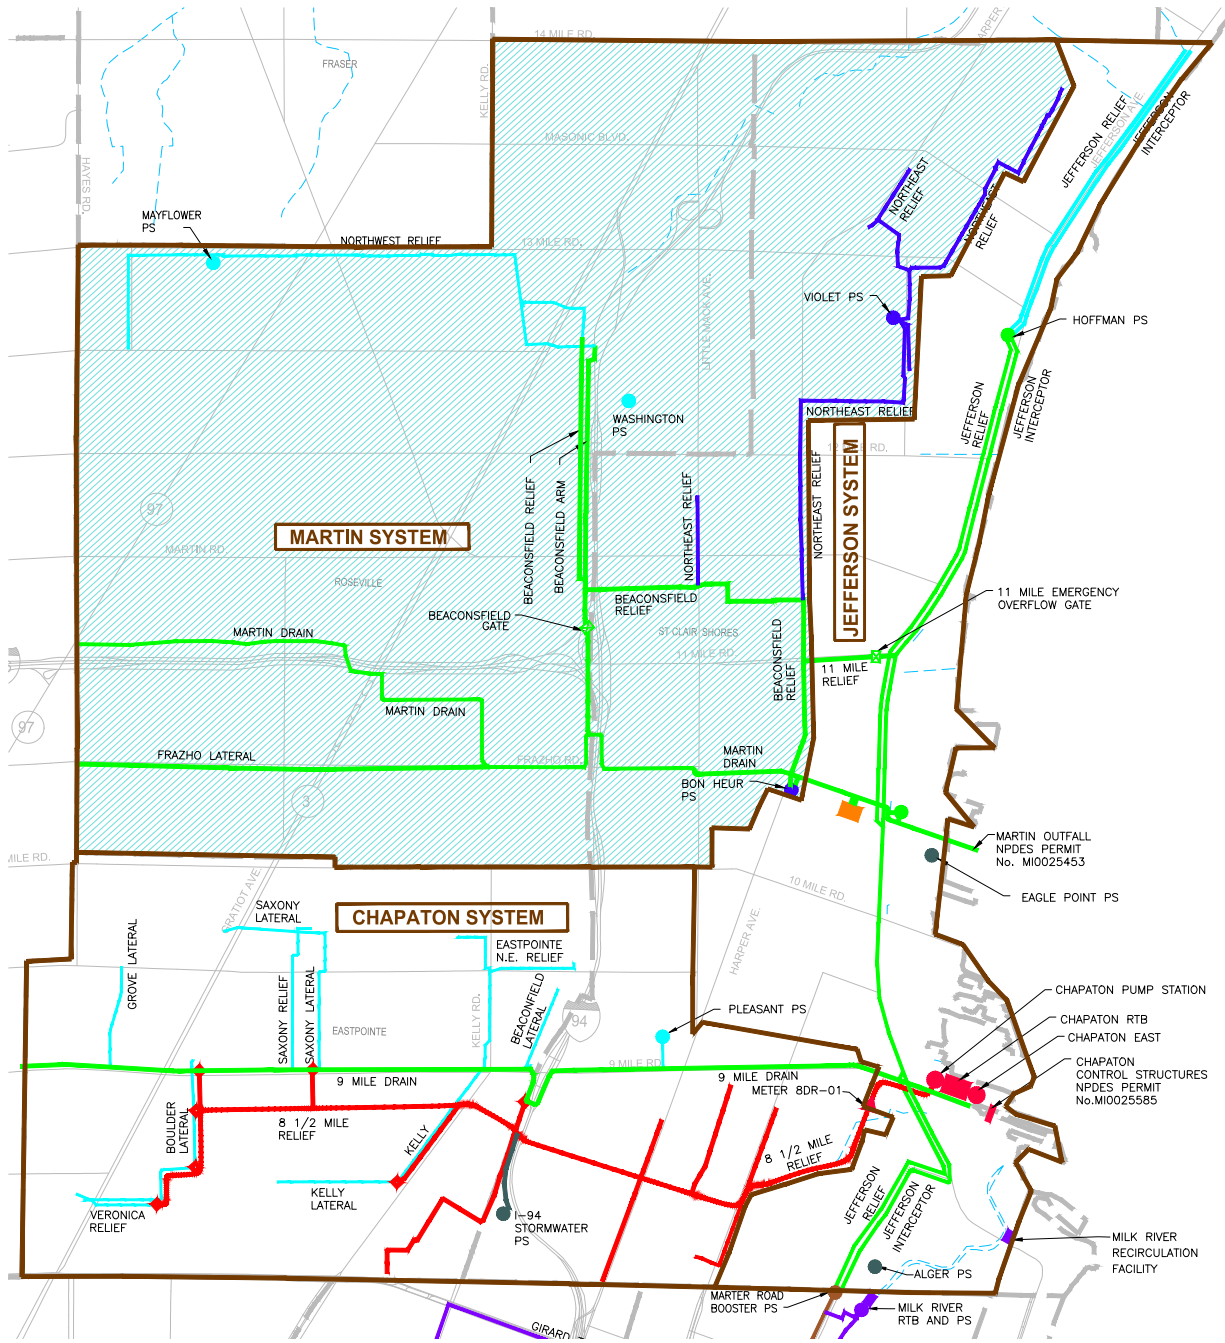 14 MILE RD.
FRASER
KELLY RD.
MASONIC BLVD.
HAYES RD.
JEFFERSON RELIEF
JEFFERSON AVE.
JEFFERSON
INTERCEPTOR
NORTHEAST
RELIEF
NORTHEAST
RELIEF
MAYFLOWER
PS
NORTHWEST RELIEF
13 MILE RD.
LITTLE MACK AVE.
VIOLET PS
HOFFMAN PS
WASHINGTON
PS
NORTHEAST RELIEF
JEFFERSON
RELIEF
JEFFERSON
INTERCEPTOR
BEACONSFIELD RELIEF
BEACONSFIELD ARM
NORTHEAST RELIEF
NORTHEAST RELIEF
JEFFERSON SYSTEM
97
MARTIN SYSTEM
MARTIN RD.
ROSEVILLE
BEACONSFIELD
GATE
BEACONSFIELD
RELIEF
ST CLAIR SHORES
11 MILE RD.
11 MILE EMERGENCY
OVERFLOW GATE
MARTIN DRAIN
BEACONSFIELD
RELIEF
11 MILE
RELIEF
MARTIN DRAIN
97
FRAZHO LATERAL
FRAZHO RD.
MARTIN
DRAIN
BON HEUR
PS
3
MARTIN OUTFALL
NPDES PERMIT
No. MI0025453
MILE RD.
GRATIOT AVE.
10 MILE RD.
EAGLE POINT PS
SAXONY
LATERAL
CHAPATON SYSTEM
HARPER AVE.
GROVE LATERAL
EASTPOINTE
N.E. RELIEF
SAXONY RELIEF
SAXONY LATERAL
EASTPOINTE
KELLY RD.
BEACONFIELD
LATERAL
94
PLEASANT PS
CHAPATON PUMP STATION
CHAPATON RTB
CHAPATON EAST
CHAPATON
CONTROL STRUCTURES
NPDES PERMIT
No.MI0025585
9 MILE RD.
9 MILE DRAIN
9 MILE DRAIN
METER 8DR-01
BOULDER
LATERAL
8 1/2 MILE
RELIEF
KELLY
8 1/2 MILE
RELIEF
KELLY
LATERAL
VERONICA
RELIEF
I-94
STORMWATER
PS
JEFFERSON
RELIEF
JEFFERSON
INTERCEPTOR
MILK RIVER
RECIRCULATION
FACILITY
ALGER PS
MARTER ROAD
BOOSTER PS
MILK RIVER
RTB AND PS
GIRARD